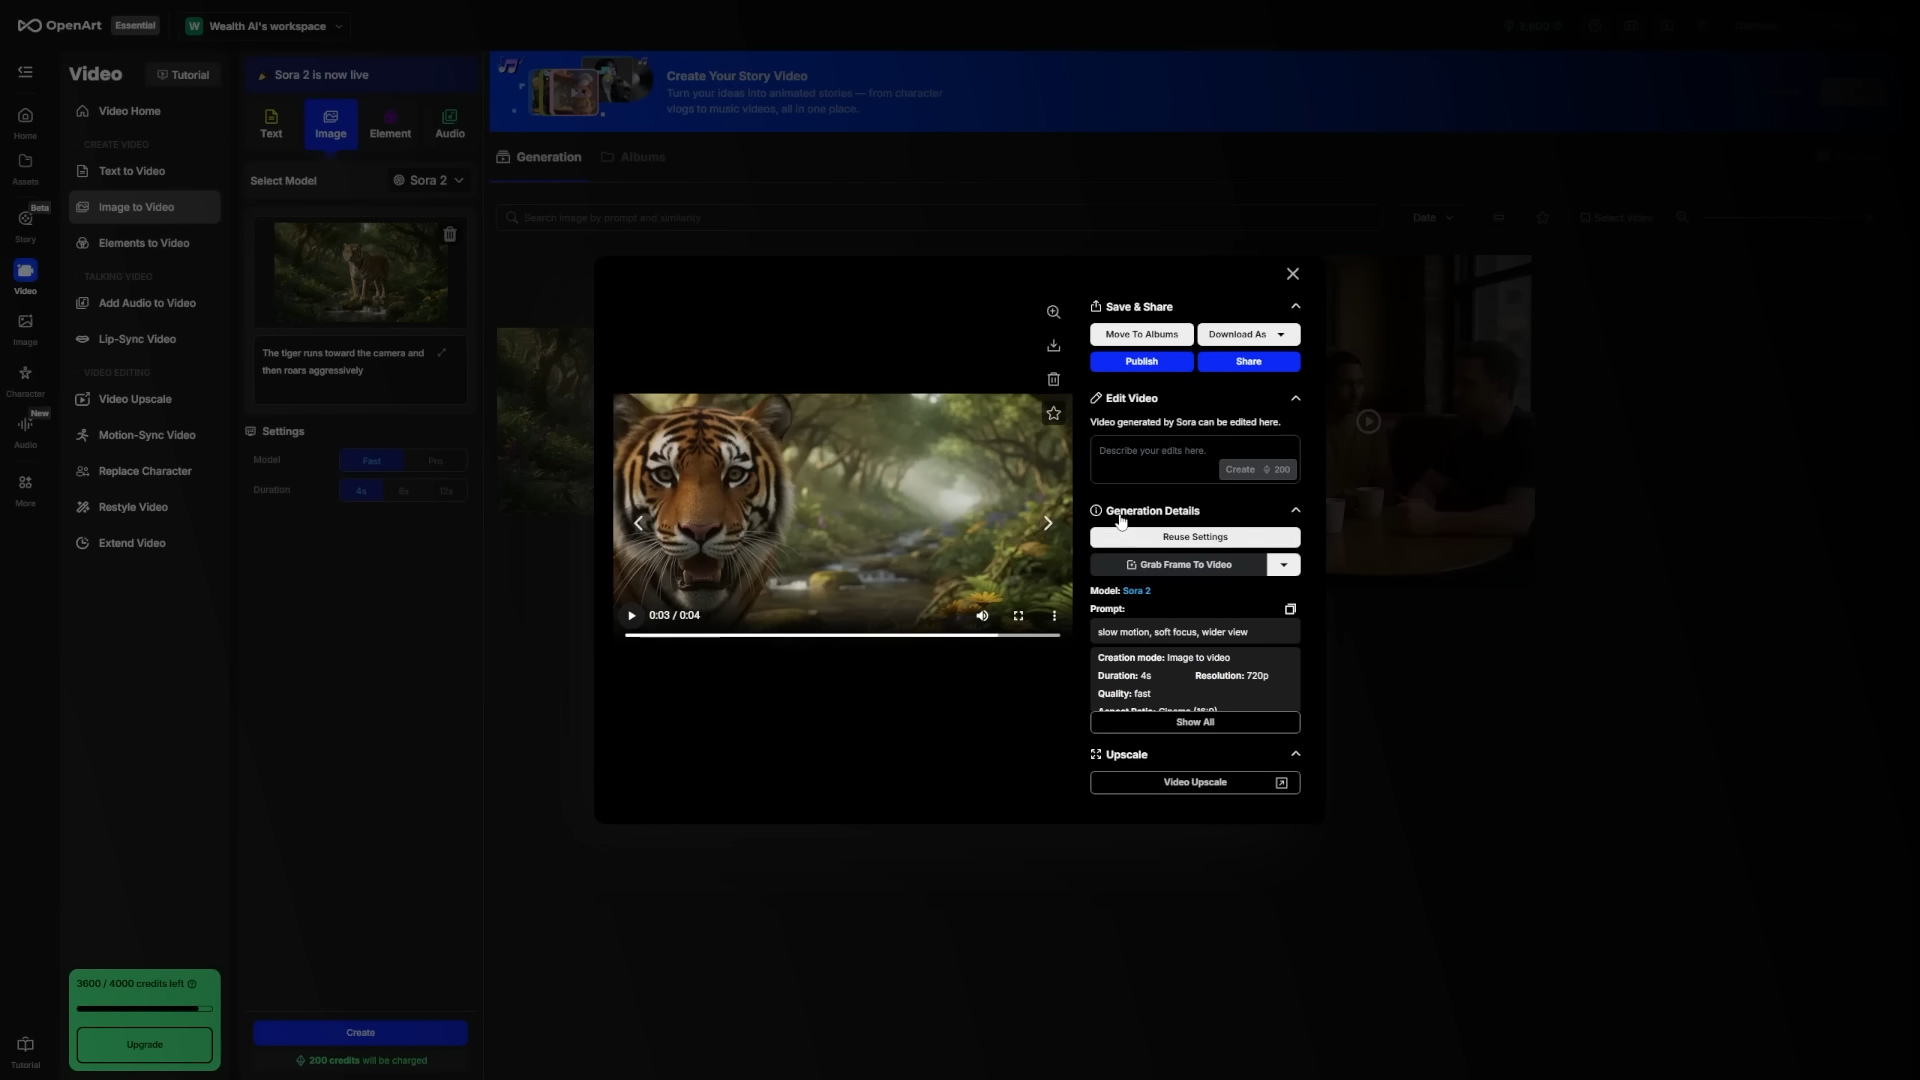 OpenArt Essential W Wealth AI's workspace
Video Tutorial
Video Home
CREATE VIDEO
Text to Video
Image to Video
Elements to Video
TALKING VIDEO
Add Audio to Video
Lip-Sync Video
VIDEO EDITING
Video Upscale
Motion-Sync Video
Replace Character
Restyle Video
Extend Video
Home
Assets
Beta
Story
Video
Image
Character
New
Audio
More
Tutorial
3600 / 4000 credits left
Upgrade
Sora 2 is now live
Text Image Element Audio
Select Model Sora 2
The tiger runs toward the camera and
then roars aggressively
Settings
Model Fast Pro
Duration 4s 8s 12s
Create
200 credits will be charged
Create Your Story Video
Turn your ideas into animated stories — from character
vlogs to music videos, all in one place.
Generation Albums
Search image by prompt and similarity
Date Select Video
0:03 / 0:04
Save & Share
Move To Albums Download As
Publish Share
Edit Video
Video generated by Sora can be edited here.
Describe your edits here.
Create 200
Generation Details
Reuse Settings
Grab Frame To Video
Model: Sora 2
Prompt:
slow motion, soft focus, wider view
Creation mode: Image to video
Duration: 4s Resolution: 720p
Quality: fast
Aspect Ratio: Cinema (16:9)
Show All
Upscale
Video Upscale